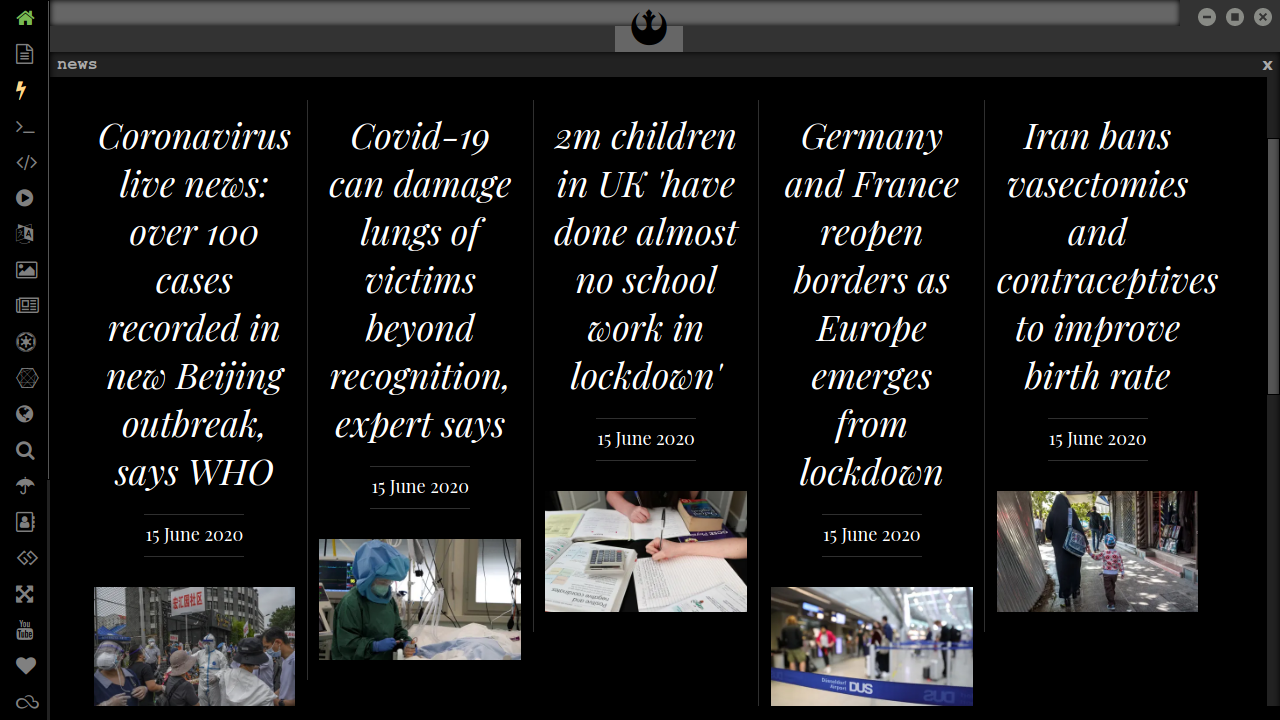 news
x
Coronavirus
live news:
over 100
cases
recorded in
new Beijing
outbreak,
says WHO
15 June 2020
Covid-19
can damage
lungs of
victims
beyond
recognition,
expert says
15 June 2020
2m children
in UK 'have
done almost
no school
work in
lockdown'
15 June 2020
Germany
and France
reopen
borders as
Europe
emerges
from
lockdown
15 June 2020
Iran bans
vasectomies
and
contraceptives
to improve
birth rate
15 June 2020
You
Tube
Düsseldorf
Airport DUS